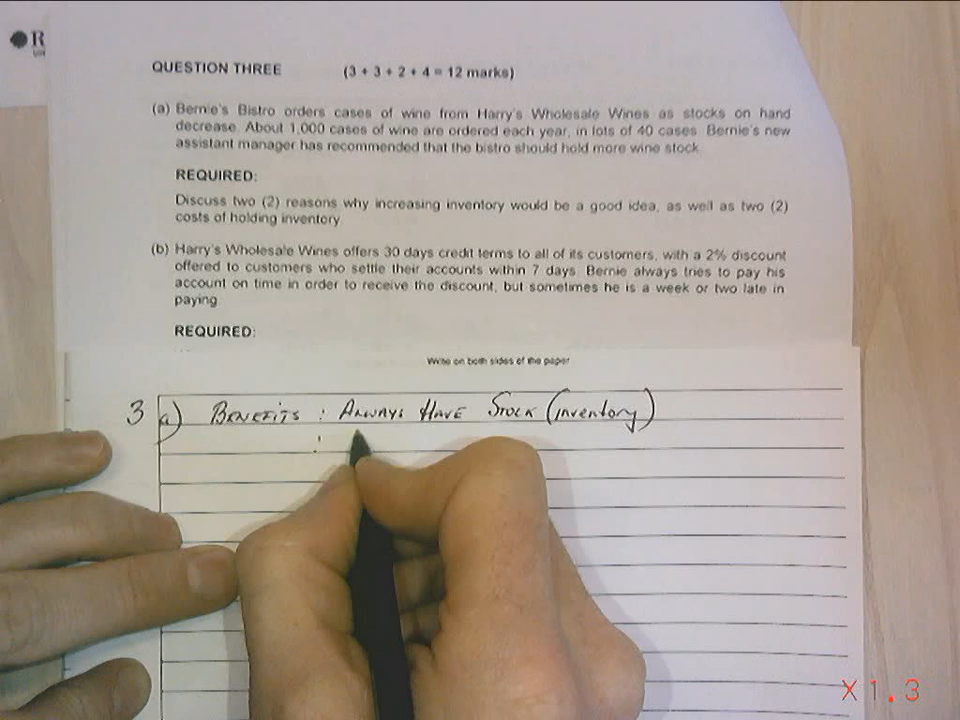 R
QUESTION THREE (3 + 3 + 2 + 4 = 12 marks)
(a) Bernie's Bistro orders cases of wine from Harry's Wholesale Wines as stocks on hand
decrease. About 1,000 cases of wine are ordered each year, in lots of 40 cases. Bernie's new
assistant manager has recommended that the bistro should hold more wine stock.
REQUIRED:
Discuss two (2) reasons why increasing inventory would be a good idea, as well as two (2)
costs of holding inventory.
(b) Harry's Wholesale Wines offers 30 days credit terms to all of its customers, with a 2% discount
offered to customers who settle their accounts within 7 days. Bernie always tries to pay his
account on time in order to receive the discount, but sometimes he is a week or two late in
paying.
REQUIRED:
Write on both sides of the paper
3 a) BENEFITS : ALWAYS HAVE STOCK (inventory)
:
X1.3